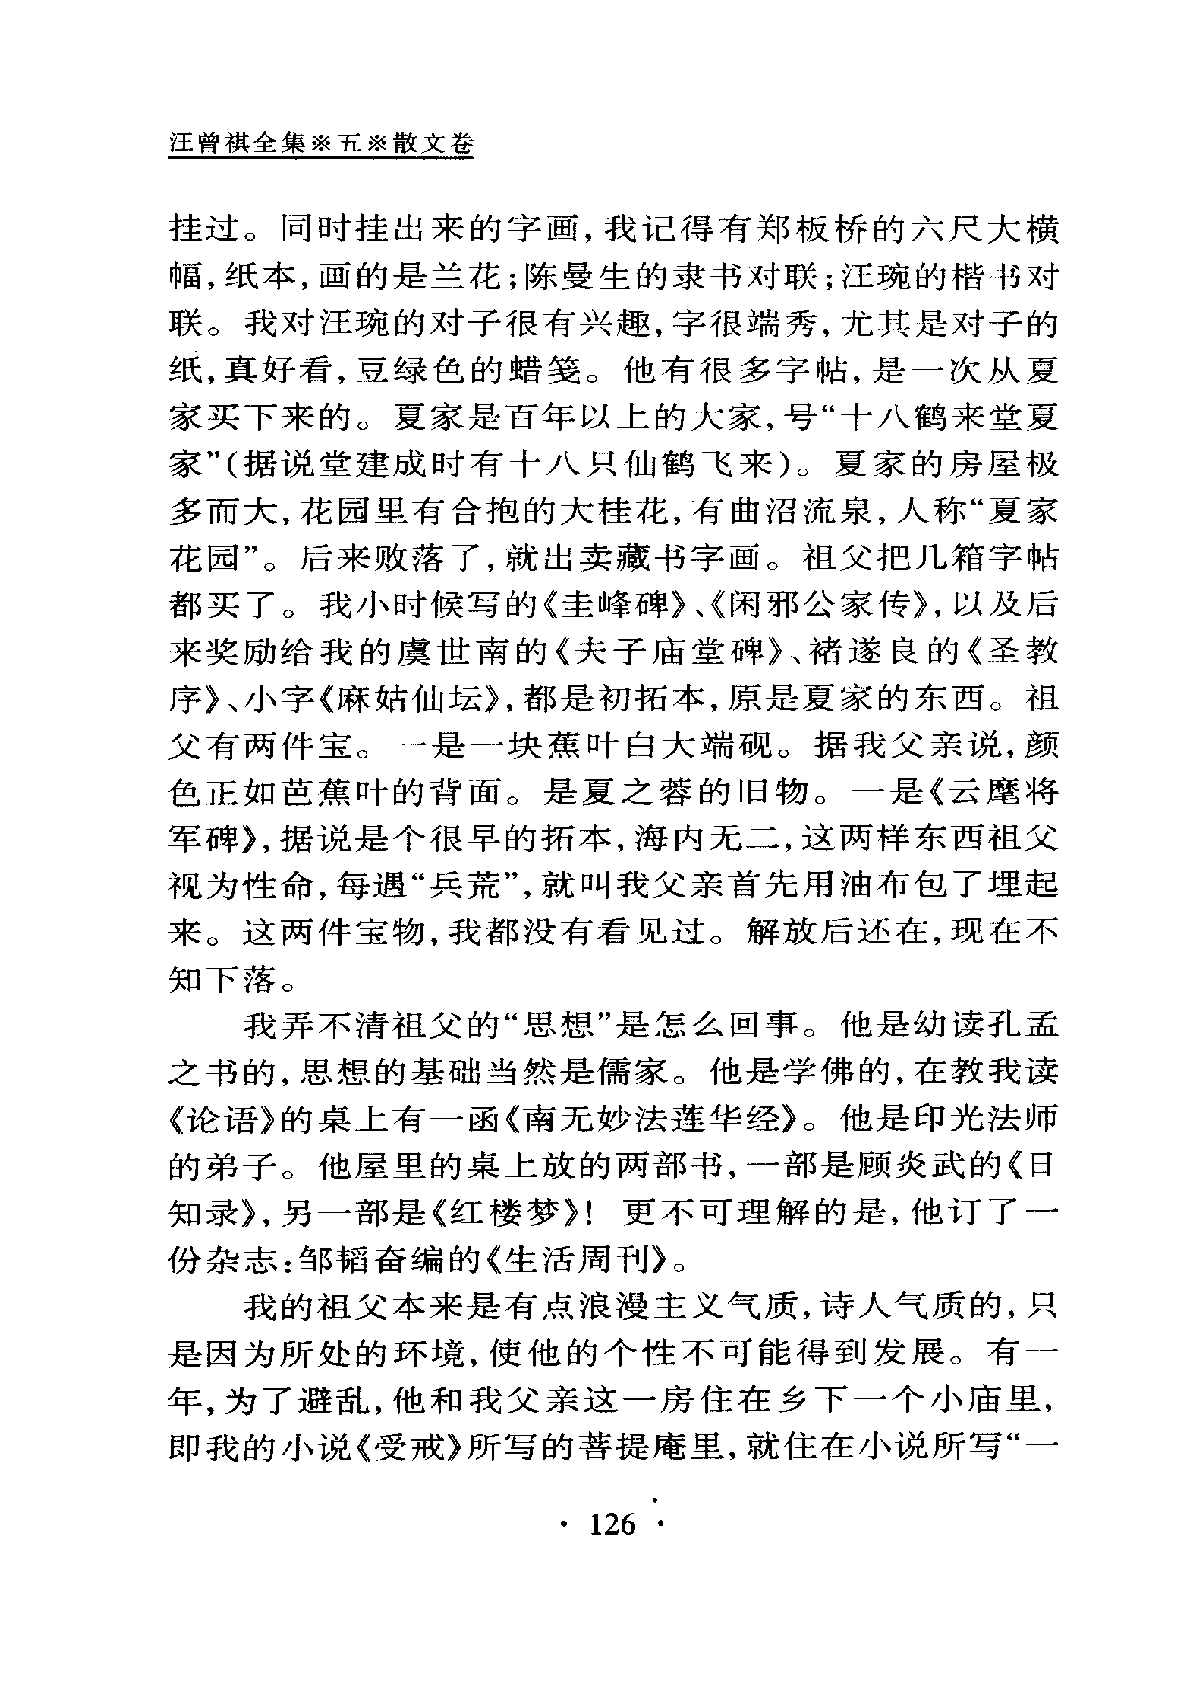 汪曾祺全集※五※散文卷
挂过。同时挂出来的字画,我记得有郑板桥的六尺大横
幅,纸本,画的是兰花;陈曼生的隶书对联;汪琬的楷书对
联。我对汪琬的对子很有兴趣,字很端秀,尤其是对子的
纸,真好看,豆绿色的蜡笺。他有很多字帖,是一次从夏
家买下来的。夏家是百年以上的大家,号“十八鹤来堂夏
家”(据说堂建成时有十八只仙鹤飞来)。夏家的房屋极
多而大,花园里有合抱的大桂花,有曲沼流泉,人称“夏家
花园”。后来败落了,就出卖藏书字画。祖父把几箱字帖
都买了。我小时候写的《圭峰碑》、《闲邪公家传》,以及后
来奖励给我的虞世南的《夫子庙堂碑》、褚遂良的《圣教
序》、小字《麻姑仙坛》,都是初拓本,原是夏家的东西。祖
父有两件宝。一是一块蕉叶白大端砚。据我父亲说,颜
色正如芭蕉叶的背面。是夏之蓉的旧物。一是《云麾将
军碑》,据说是个很早的拓本,海内无二,这两样东西祖父
视为性命,每遇“兵荒”,就叫我父亲首先用油布包了埋起
来。这两件宝物,我都没有看见过。解放后还在,现在不
知下落。
我弄不清祖父的“思想”是怎么回事。他是幼读孔孟
之书的,思想的基础当然是儒家。他是学佛的,在教我读
《论语》的桌上有一函《南无妙法莲华经》。他是印光法师
的弟子。他屋里的桌上放的两部书,一部是顾炎武的《日
知录》,另一部是《红楼梦》!更不可理解的是,他订了一
份杂志:邹韬奋编的《生活周刊》。
我的祖父本来是有点浪漫主义气质,诗人气质的,只
是因为所处的环境,使他的个性不可能得到发展。有一
年,为了避乱,他和我父亲这一房住在乡下一个小庙里,
即我的小说《受戒》所写的菩提庵里,就住在小说所写“一
· 126 ·